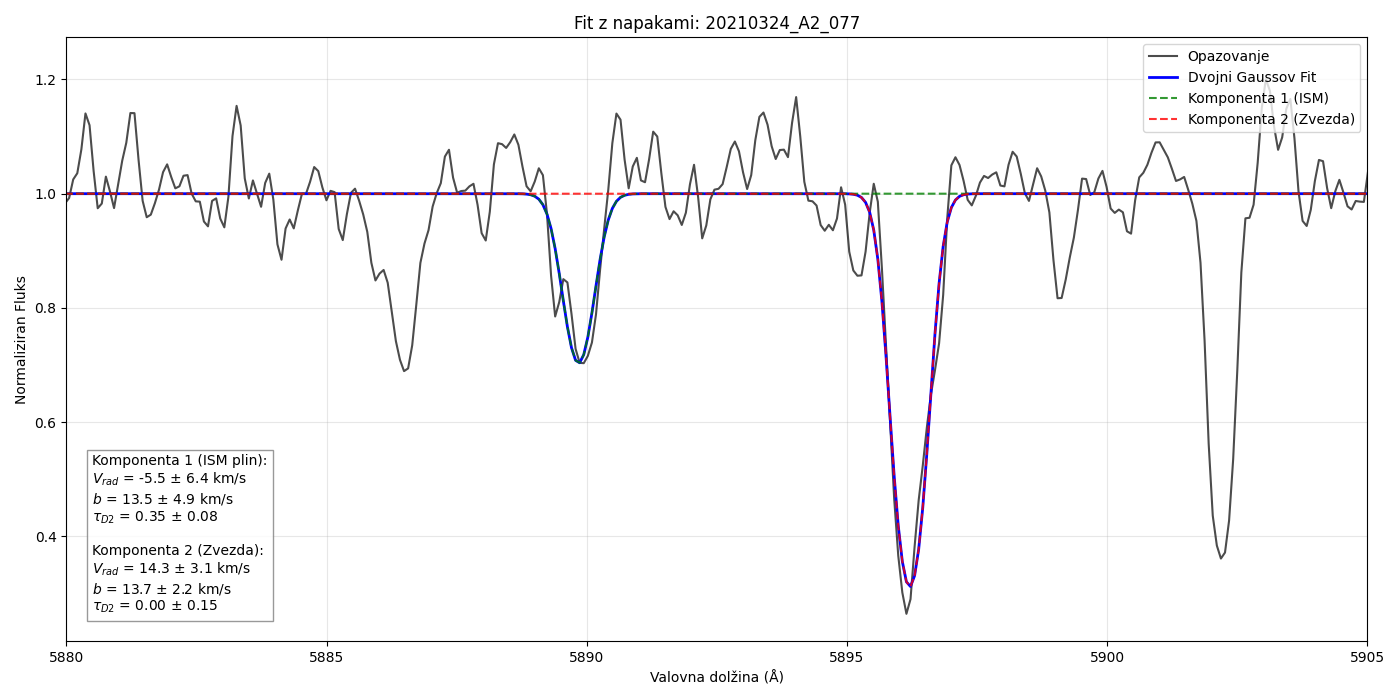 Fit z napakami: 20210324_A2_077
Opazovanje
Dvojni Gaussov Fit
Komponenta 1 (ISM)
Komponenta 2 (Zvezda)
Normaliziran Fluks
1.2
1.0
0.8
0.6
0.4
Komponenta 1 (ISM plin):
V_rad = -5.5 ± 6.4 km/s
b = 13.5 ± 4.9 km/s
τ_D2 = 0.35 ± 0.08
Komponenta 2 (Zvezda):
V_rad = 14.3 ± 3.1 km/s
b = 13.7 ± 2.2 km/s
τ_D2 = 0.00 ± 0.15
5880 5885 5890 5895 5900 5905
Valovna dolžina (Å)